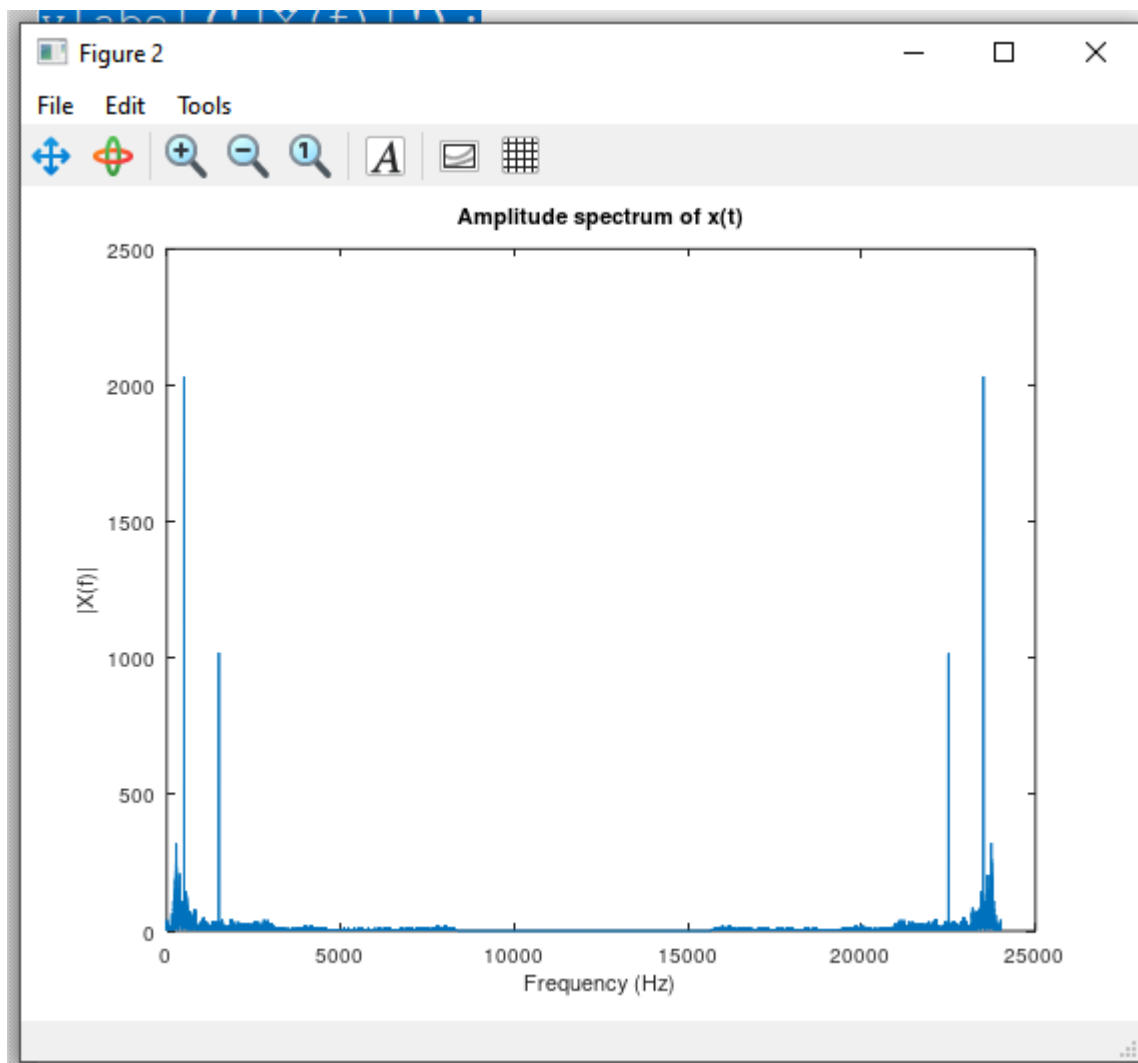 ylabel('|X(f)|');
Figure 2
File Edit Tools
A
Amplitude spectrum of x(t)
2500
2000
1500
1000
500
0
|X(f)|
0 5000 10000 15000 20000 25000
Frequency (Hz)